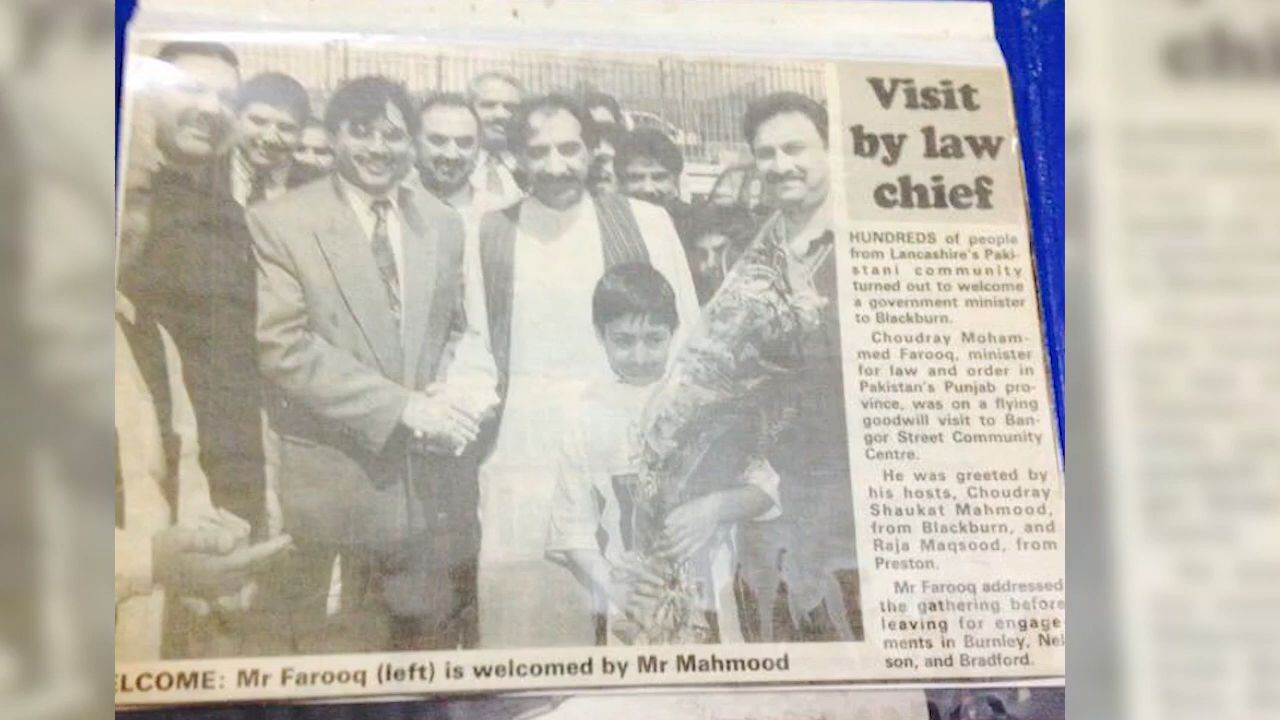 Visit
by law
chief
HUNDREDS of people
from Lancashire's Paki-
stani community
turned out to welcome
a government minister
to Blackburn.
Choudray Moham-
med Farooq, minister
for law and order in
Pakistan's Punjab pro-
vince, was on a flying
goodwill visit to Ban-
gor Street Community
Centre.
He was greeted by
his hosts, Choudray
Shaukat Mahmood,
from Blackburn, and
Raja Maqsood, from
Preston.
Mr Farooq addressed
the gathering before
leaving for engage
ments in Burnley, Nel
son, and Bradford.
LCOME: Mr Farooq (left) is welcomed by Mr Mahmood